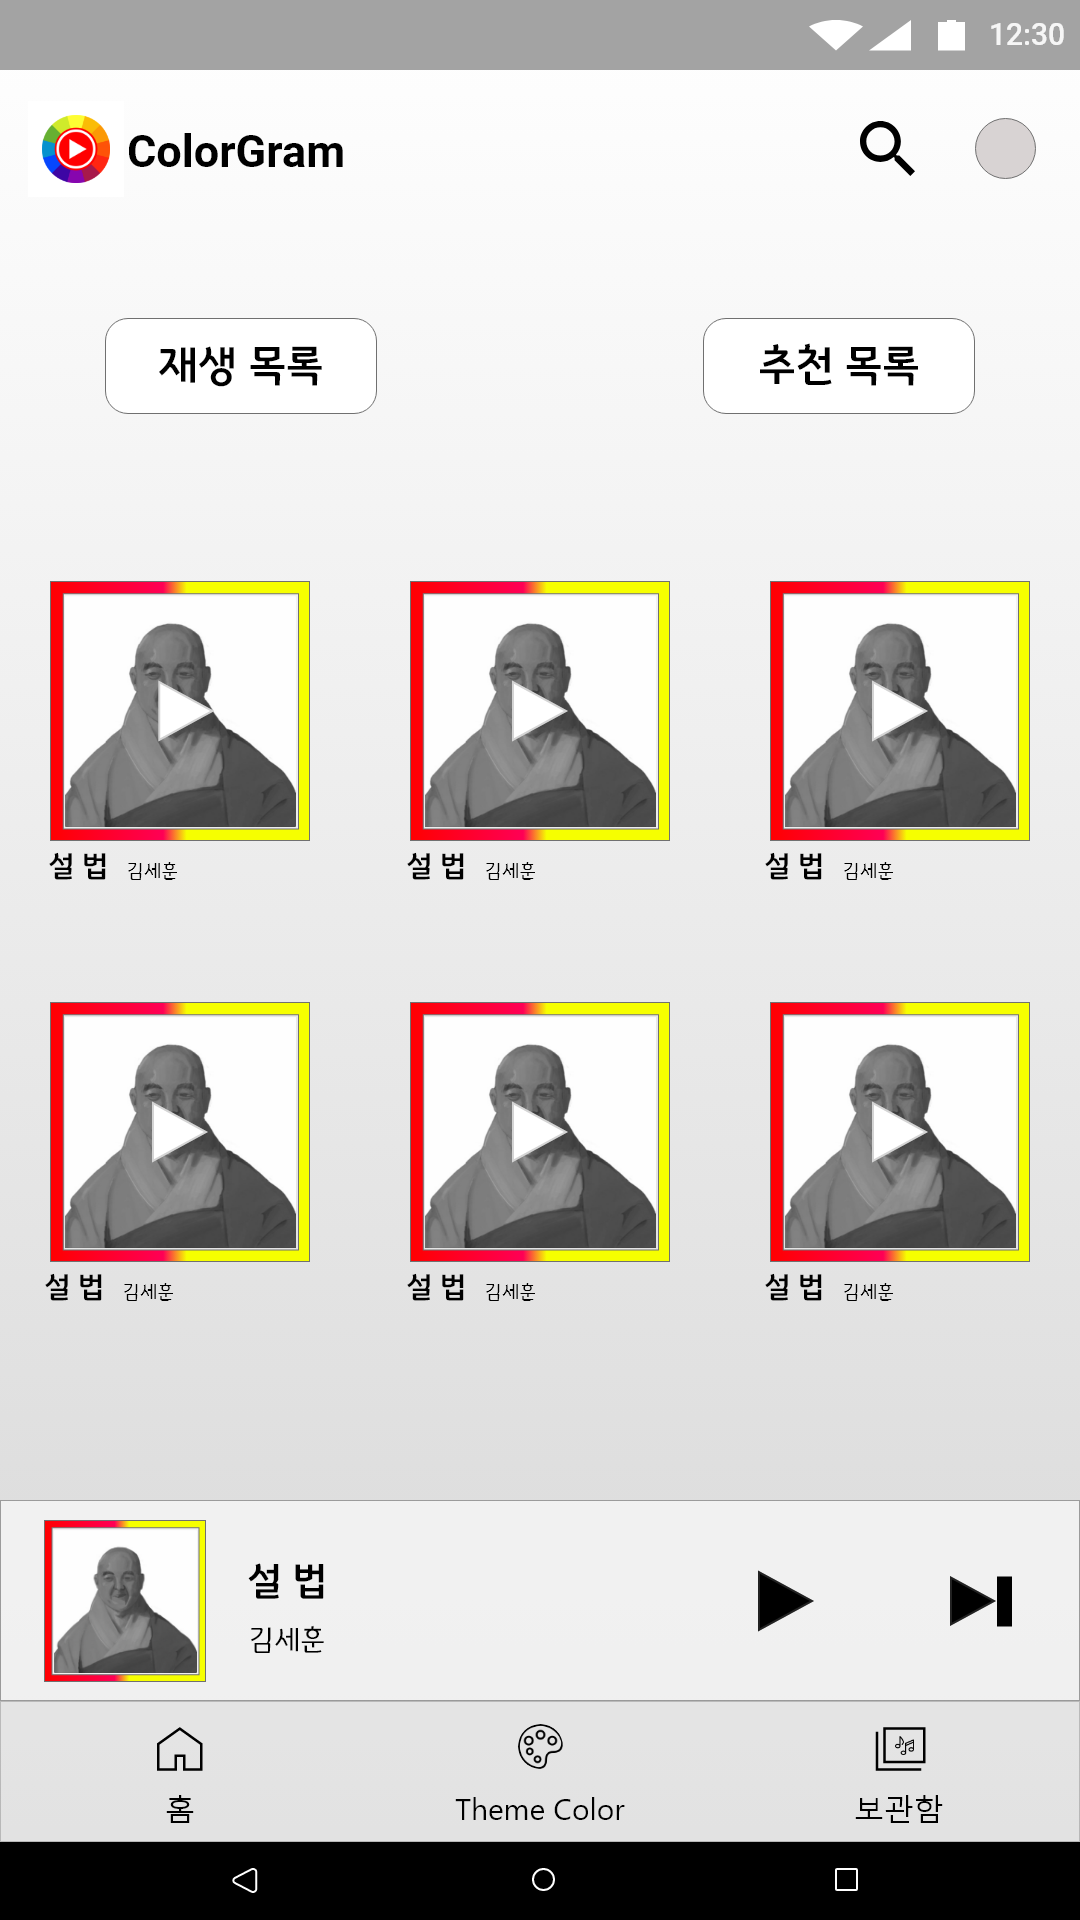 12:30
ColorGram
재생 목록
추천 목록
설 법 김세훈
설 법 김세훈
설 법 김세훈
설 법 김세훈
설 법 김세훈
설 법 김세훈
설 법
김세훈
홈
Theme Color
보관함